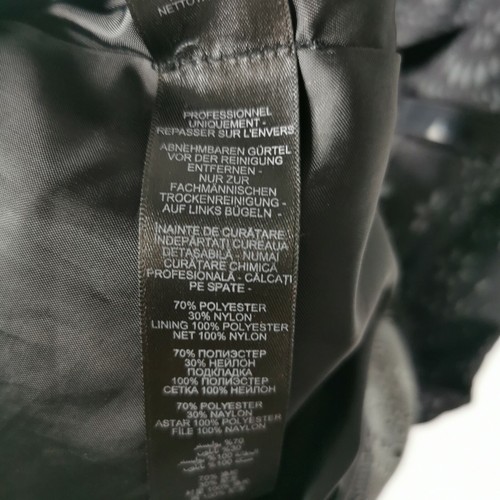 NETTO
PROFESSIONNEL
UNIQUEMENT -
REPASSER SUR L'ENVERS
ABNEHMBAREN GÜRTEL
VOR DER REINIGUNG
ENTFERNEN -
NUR ZUR
FACHMÄNNISCHEN
TROCKENREINIGUNG -
AUF LINKS BÜGELN -
ÎNAINTE DE CURĂTARE
ÎNDEPĂRTAȚI CUREAUA
DETAȘABILĂ - NUMAI
CURĂTARE CHIMICĂ
PROFESIONALĂ - CĂLCAȚI
PE SPATE -
70% POLYESTER
30% NYLON
LINING 100% POLYESTER
NET 100% NYLON
70% ПОЛИЭСТЕР
30% НЕЙЛОН
ПОДКЛАДКА
100% ПОЛИЭСТЕР
СЕТКА 100% НЕЙЛОН
70% POLYESTER
30% NAYLON
ASTAR 100% POLYESTER
FILE 100% NAYLON